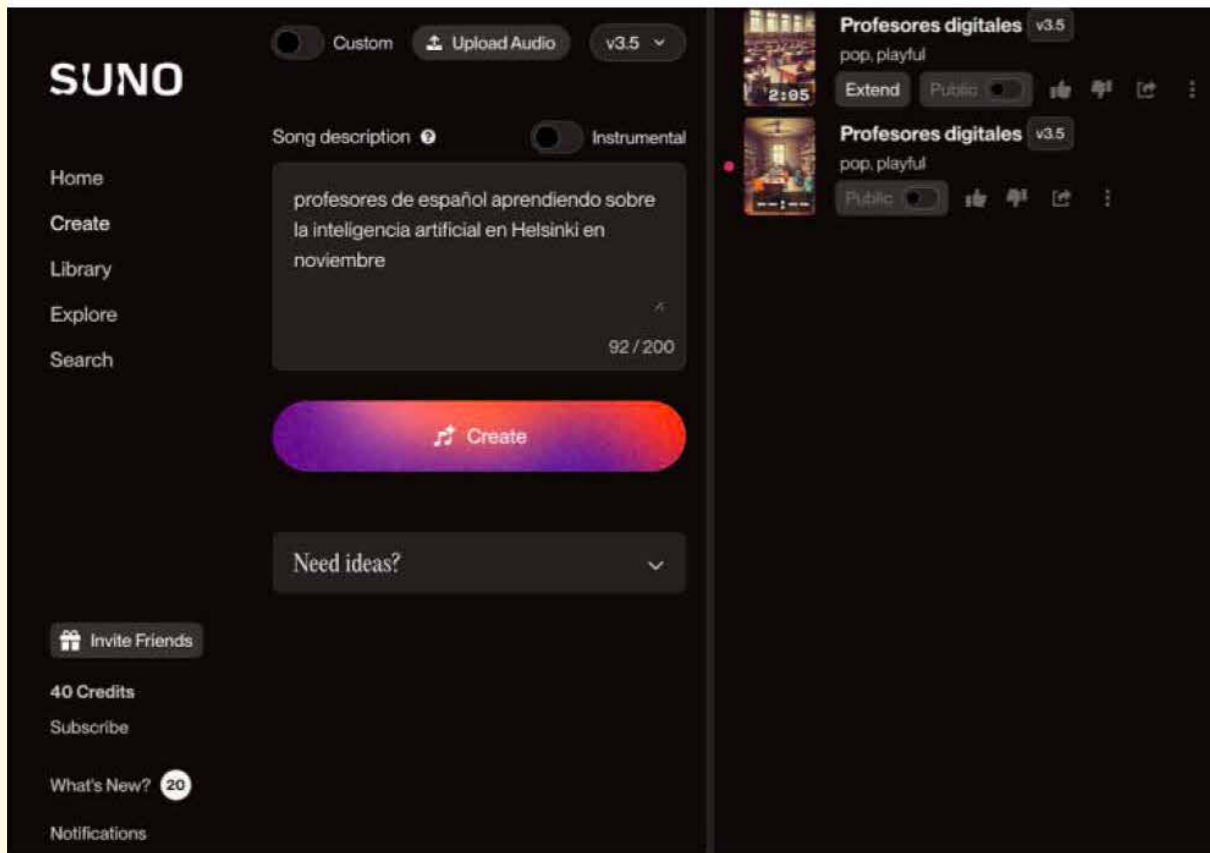 SUNO
Home
Create
Library
Explore
Search
Invite Friends
40 Credits
Subscribe
What's New? 20
Notifications
Custom
Upload Audio
v3.5
Song description
Instrumental
profesores de español aprendiendo sobre
la inteligencia artificial en Helsinki en
noviembre
92 / 200
Create
Need ideas?
Profesores digitales v3.5
pop, playful
2:05
Extend Public
Profesores digitales v3.5
pop, playful
--:--
Public